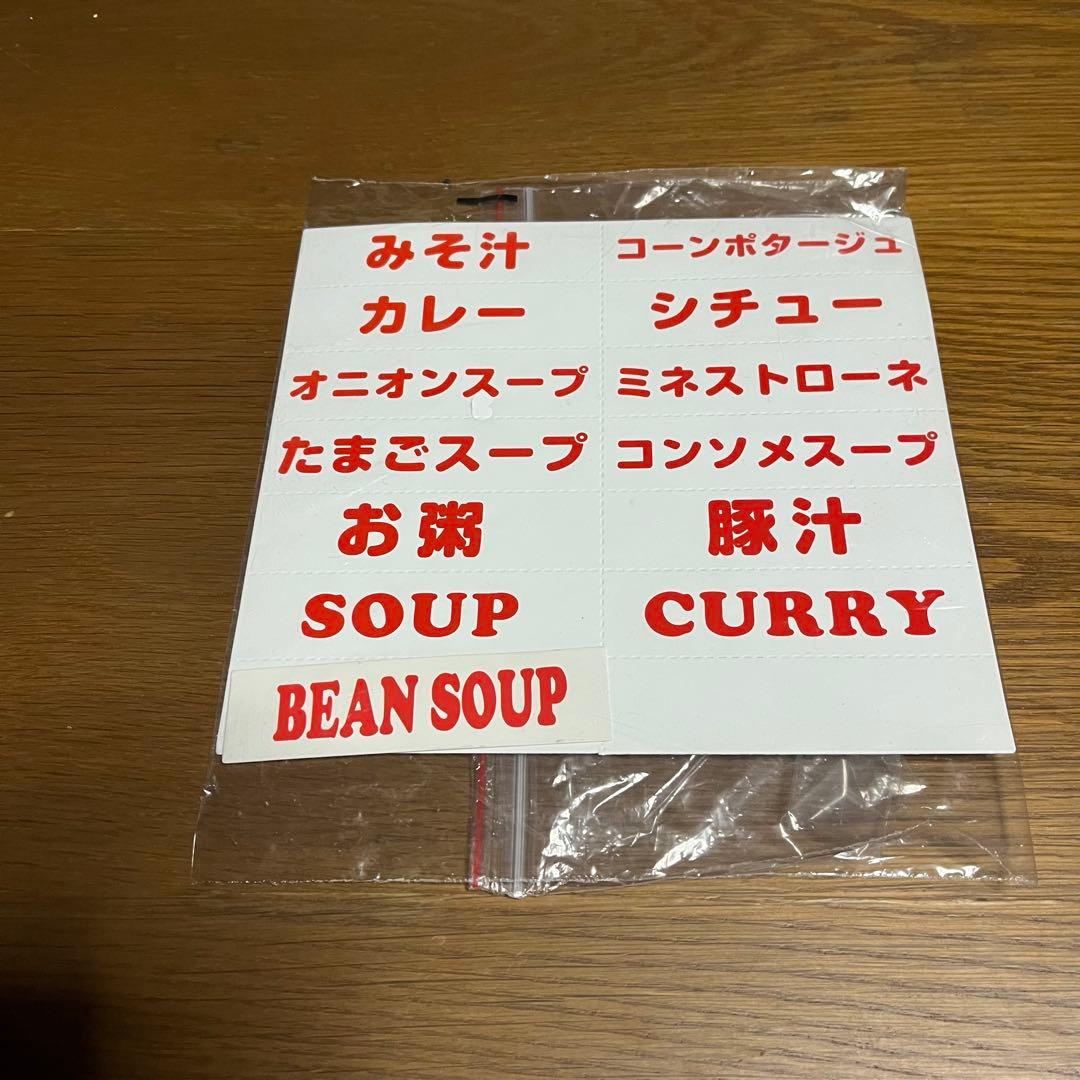 みそ汁
コーンポタージュ
カレー
シチュー
オニオンスープ
ミネストローネ
たまごスープ
コンソメスープ
お粥
豚汁
SOUP
CURRY
BEAN SOUP